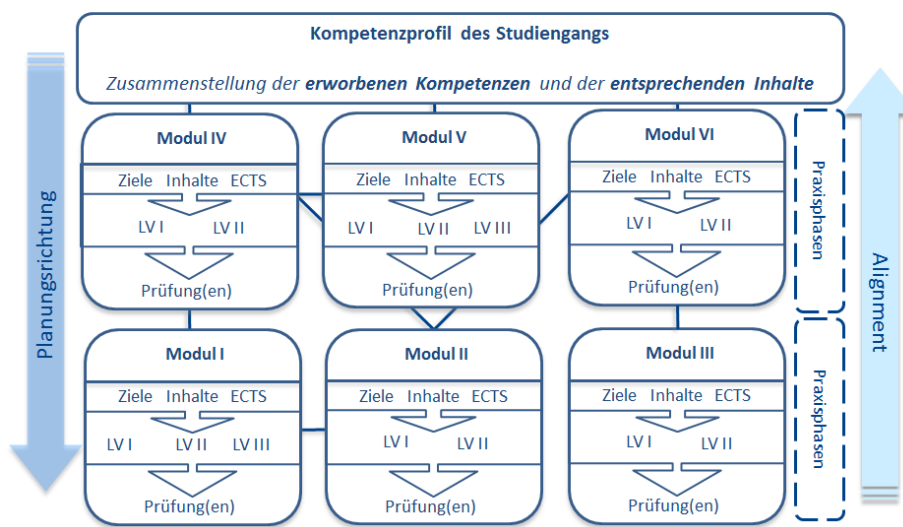 Kompetenzprofil des Studiengangs
Zusammenstellung der erworbenen Kompetenzen und der entsprechenden Inhalte
Planungsrichtung
Modul IV
Ziele Inhalte ECTS
LV I LV II
Prüfung(en)
Modul V
Ziele Inhalte ECTS
LV I LV II LV III
Prüfung(en)
Modul VI
Ziele Inhalte ECTS
LV I LV II
Prüfung(en)
Praxisphasen
Modul I
Ziele Inhalte ECTS
LV I LV II LV III
Prüfung(en)
Modul II
Ziele Inhalte ECTS
LV I LV II
Prüfung(en)
Modul III
Ziele Inhalte ECTS
LV I LV II
Prüfung(en)
Praxisphasen
Alignment